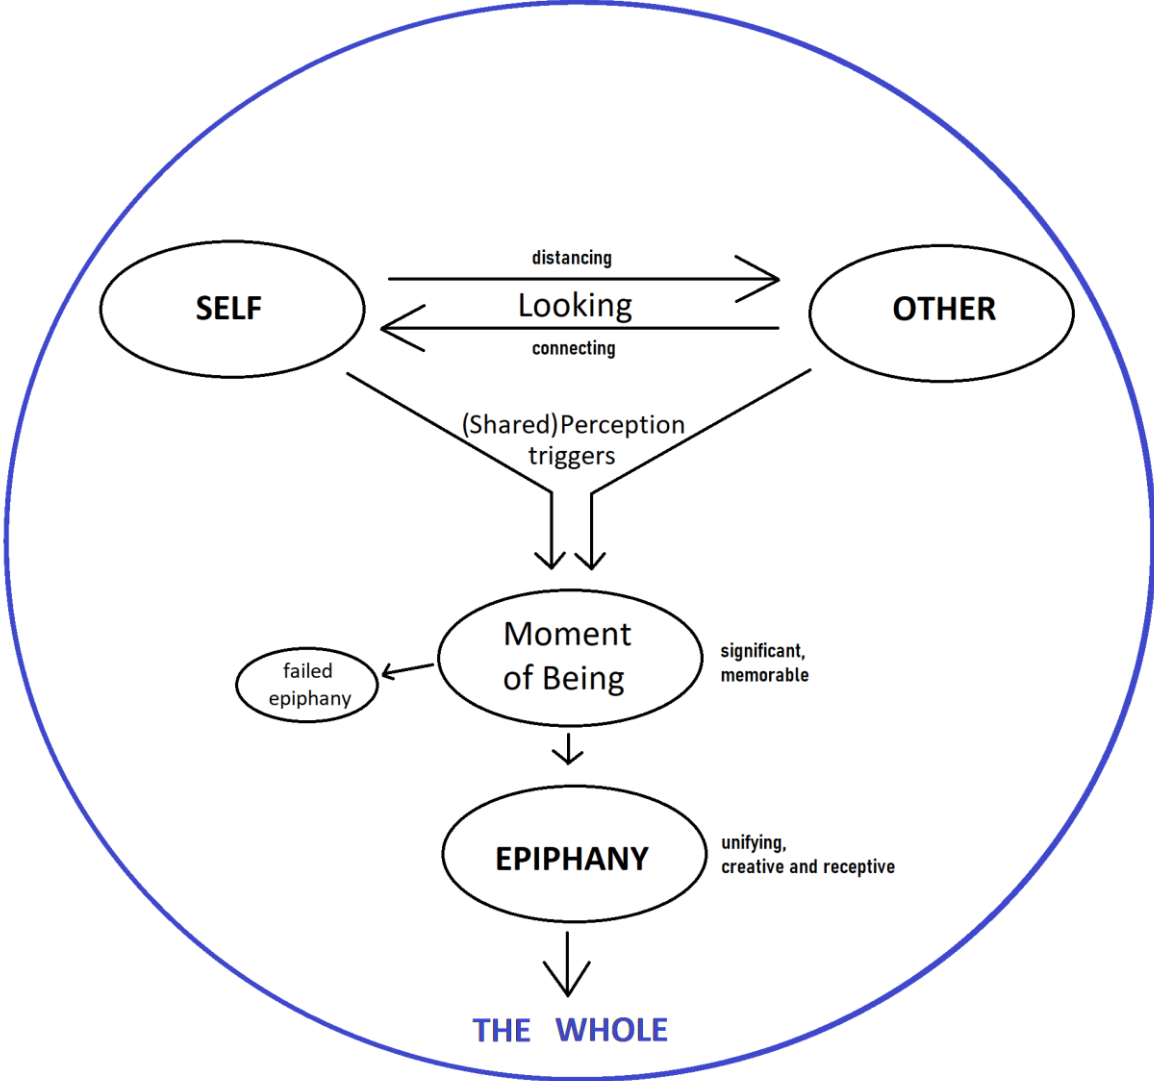 distancing
SELF
Looking
OTHER
connecting
(Shared)Perception
triggers
Moment
of Being
significant,
memorable
failed
epiphany
EPIPHANY
unifying,
creative and receptive
THE WHOLE